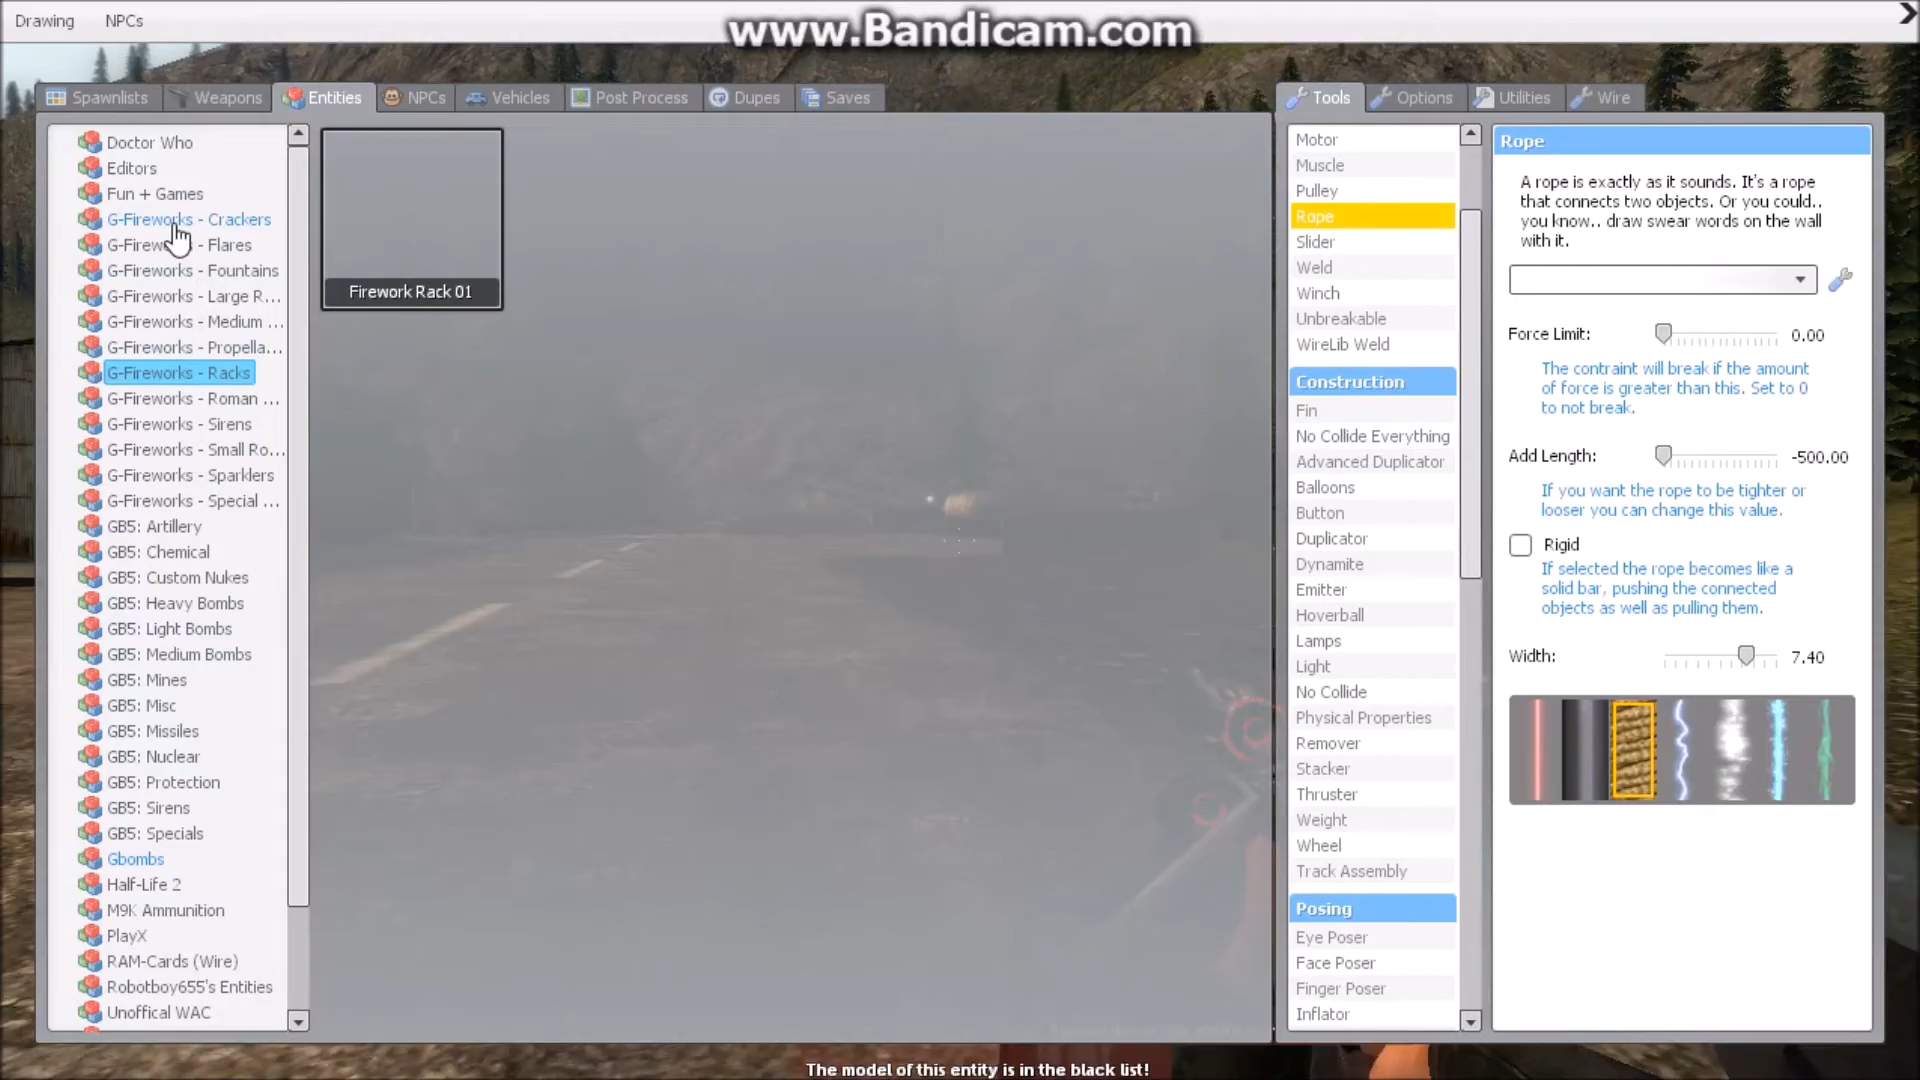 Drawing NPCs
www.Bandicam.com
Spawnlists Weapons Entities NPCs Vehicles Post Process Dupes Saves
Doctor Who
Editors
Fun + Games
G-Fireworks - Crackers
G-Firew - Flares
G-Fireworks - Fountains
G-Fireworks - Large R...
G-Fireworks - Medium ...
G-Fireworks - Propella...
G-Fireworks - Racks
G-Fireworks - Roman ...
G-Fireworks - Sirens
G-Fireworks - Small Ro...
G-Fireworks - Sparklers
G-Fireworks - Special ...
GB5: Artillery
GB5: Chemical
GB5: Custom Nukes
GB5: Heavy Bombs
GB5: Light Bombs
GB5: Medium Bombs
GB5: Mines
GB5: Misc
GB5: Missiles
GB5: Nuclear
GB5: Protection
GB5: Sirens
GB5: Specials
Gbombs
Half-Life 2
M9K Ammunition
PlayX
RAM-Cards (Wire)
Robotboy655's Entities
Unoffical WAC
Firework Rack 01
Tools Options Utilities Wire
Motor
Muscle
Pulley
Rope
Slider
Weld
Winch
Unbreakable
WireLib Weld
Construction
Fin
No Collide Everything
Advanced Duplicator
Balloons
Button
Duplicator
Dynamite
Emitter
Hoverball
Lamps
Light
No Collide
Physical Properties
Remover
Stacker
Thruster
Weight
Wheel
Track Assembly
Posing
Eye Poser
Face Poser
Finger Poser
Inflator
Rope
A rope is exactly as it sounds. It's a rope
that connects two objects. Or you could..
you know.. draw swear words on the wall
with it.
Force Limit: 0.00
The contraint will break if the amount
of force is greater than this. Set to 0
to not break.
Add Length: -500.00
If you want the rope to be tighter or
looser you can change this value.
Rigid
If selected the rope becomes like a
solid bar, pushing the connected
objects as well as pulling them.
Width: 7.40
The model of this entity is in the black list!